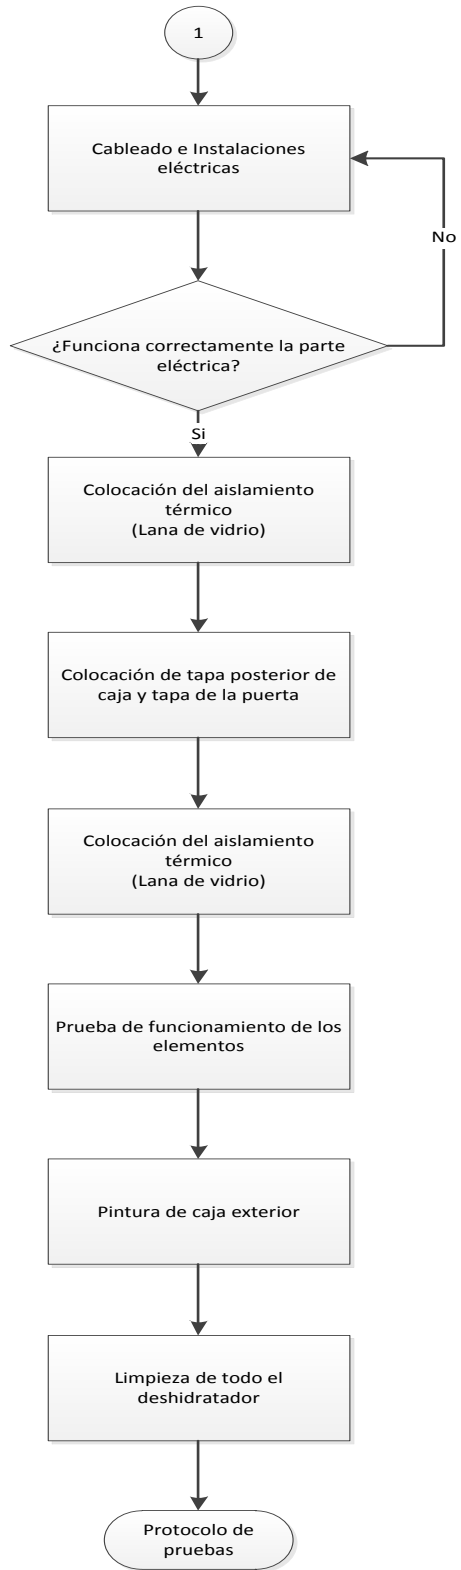 1
Cableado e Instalaciones
eléctricas
No
¿Funciona correctamente la parte
eléctrica?
Si
Colocación del aislamiento
térmico
(Lana de vidrio)
Colocación de tapa posterior de
caja y tapa de la puerta
Colocación del aislamiento
térmico
(Lana de vidrio)
Prueba de funcionamiento de los
elementos
Pintura de caja exterior
Limpieza de todo el
deshidratador
Protocolo de
pruebas